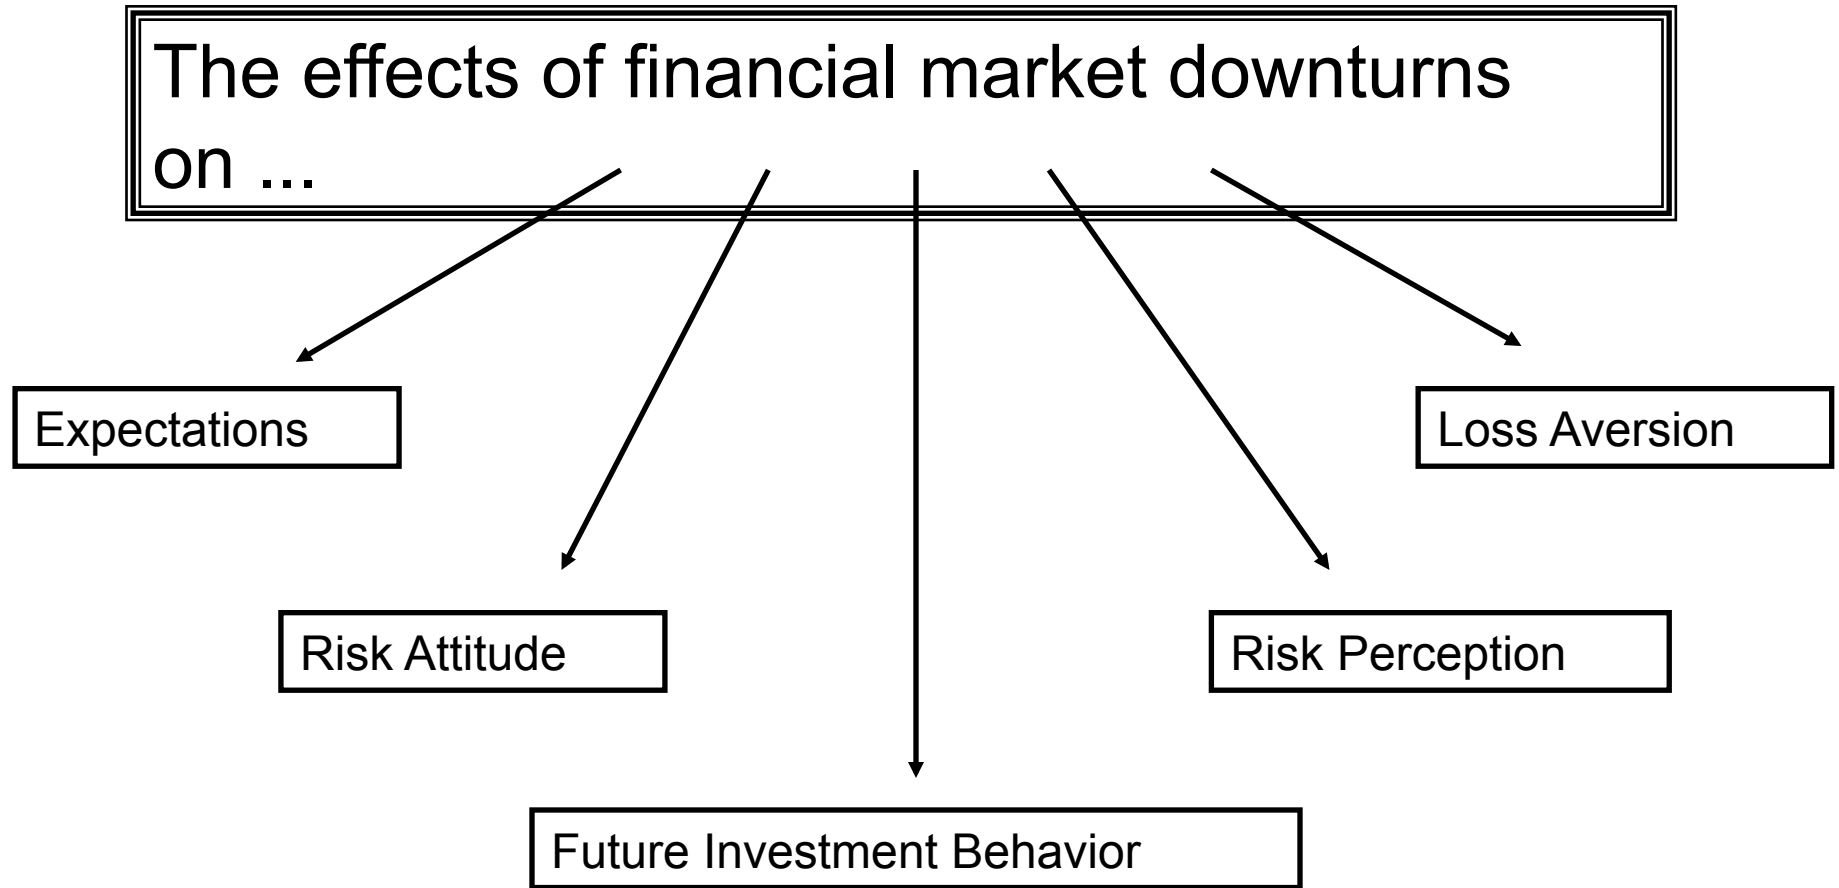 The effects of financial market downturns
on ...
Expectations
Loss Aversion
Risk Attitude
Risk Perception
Future Investment Behavior